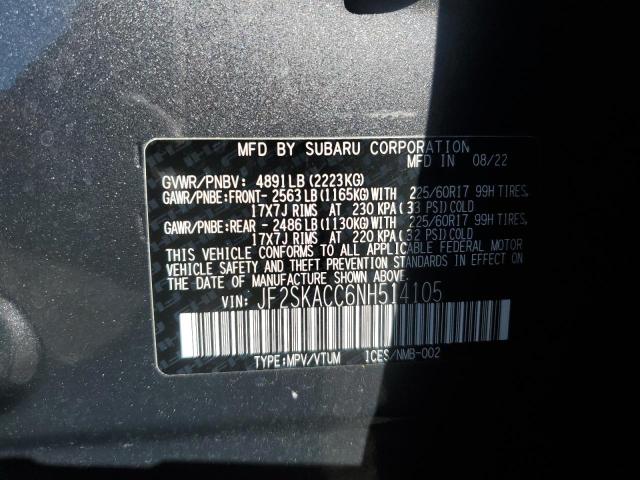 MFD BY SUBARU CORPORATION
MFD IN 08/22
GVWR/PNBV: 4891LB(2223KG)
GAWR/PNBE:FRONT- 2563LB(1165KG)WITH 225/60R17 99H TIRES,
17X7J RIMS AT 230 KPA(33 PSI)COLD
GAWR/PNBE:REAR - 2486LB(1130KG)WITH 225/60R17 99H TIRES,
17X7J RIMS AT 220 KPA(32 PSI)COLD
THIS VEHICLE CONFORMS TO ALL APPLICABLE FEDERAL MOTOR
VEHICLE SAFETY AND THEFT PREVENTION STANDARDS IN EFFECT ON
THE DATE OF MANUFACTURE SHOWN ABOVE.
VIN: JF2SKACC6NH514105
TYPE:MPV/VTUM ICES/NMB-002